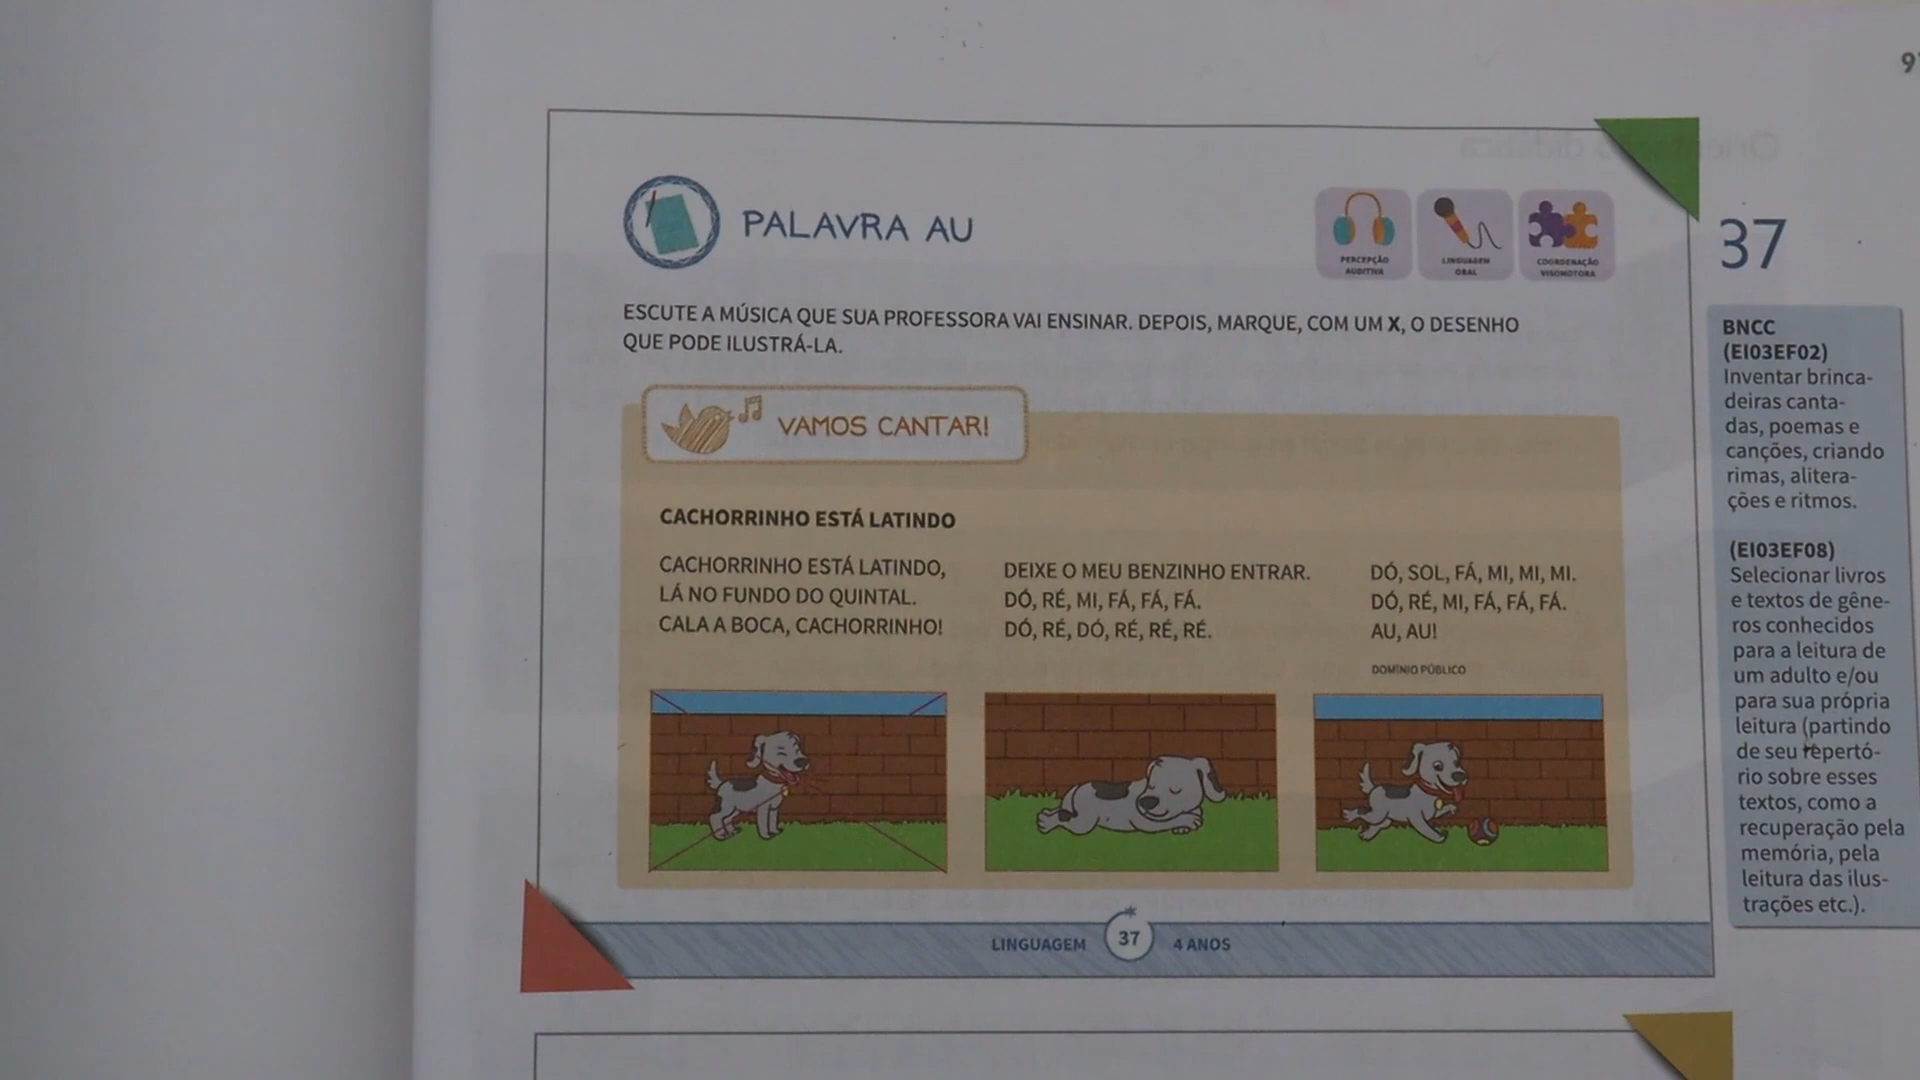 PALAVRA AU
PERCEPÇÃO
AUDITIVA
LINGUAGEM
ORAL
COORDENAÇÃO
VISOMOTORA
ESCUTE A MÚSICA QUE SUA PROFESSORA VAI ENSINAR. DEPOIS, MARQUE, COM UM X, O DESENHO
QUE PODE ILUSTRÁ-LA.
VAMOS CANTAR!
CACHORRINHO ESTÁ LATINDO
CACHORRINHO ESTÁ LATINDO,
LÁ NO FUNDO DO QUINTAL.
CALA A BOCA, CACHORRINHO!
DEIXE O MEU BENZINHO ENTRAR.
DÓ, RÉ, MI, FÁ, FÁ, FÁ.
DÓ, RÉ, DÓ, RÉ, RÉ, RÉ.
DÓ, SOL, FÁ, MI, MI, MI.
DÓ, RÉ, MI, FÁ, FÁ, FÁ.
AU, AU!
DOMÍNIO PÚBLICO
LINGUAGEM 37 4 ANOS
37
BNCC
(EI03EF02)
Inventar brinca-
deiras canta-
das, poemas e
canções, criando
rimas, alitera-
ções e ritmos.
(EI03EF08)
Selecionar livros
e textos de gêne-
ros conhecidos
para a leitura de
um adulto e/ou
para sua própria
leitura (partindo
de seu repertó-
rio sobre esses
textos, como a
recuperação pela
memória, pela
leitura das ilus-
trações etc.).